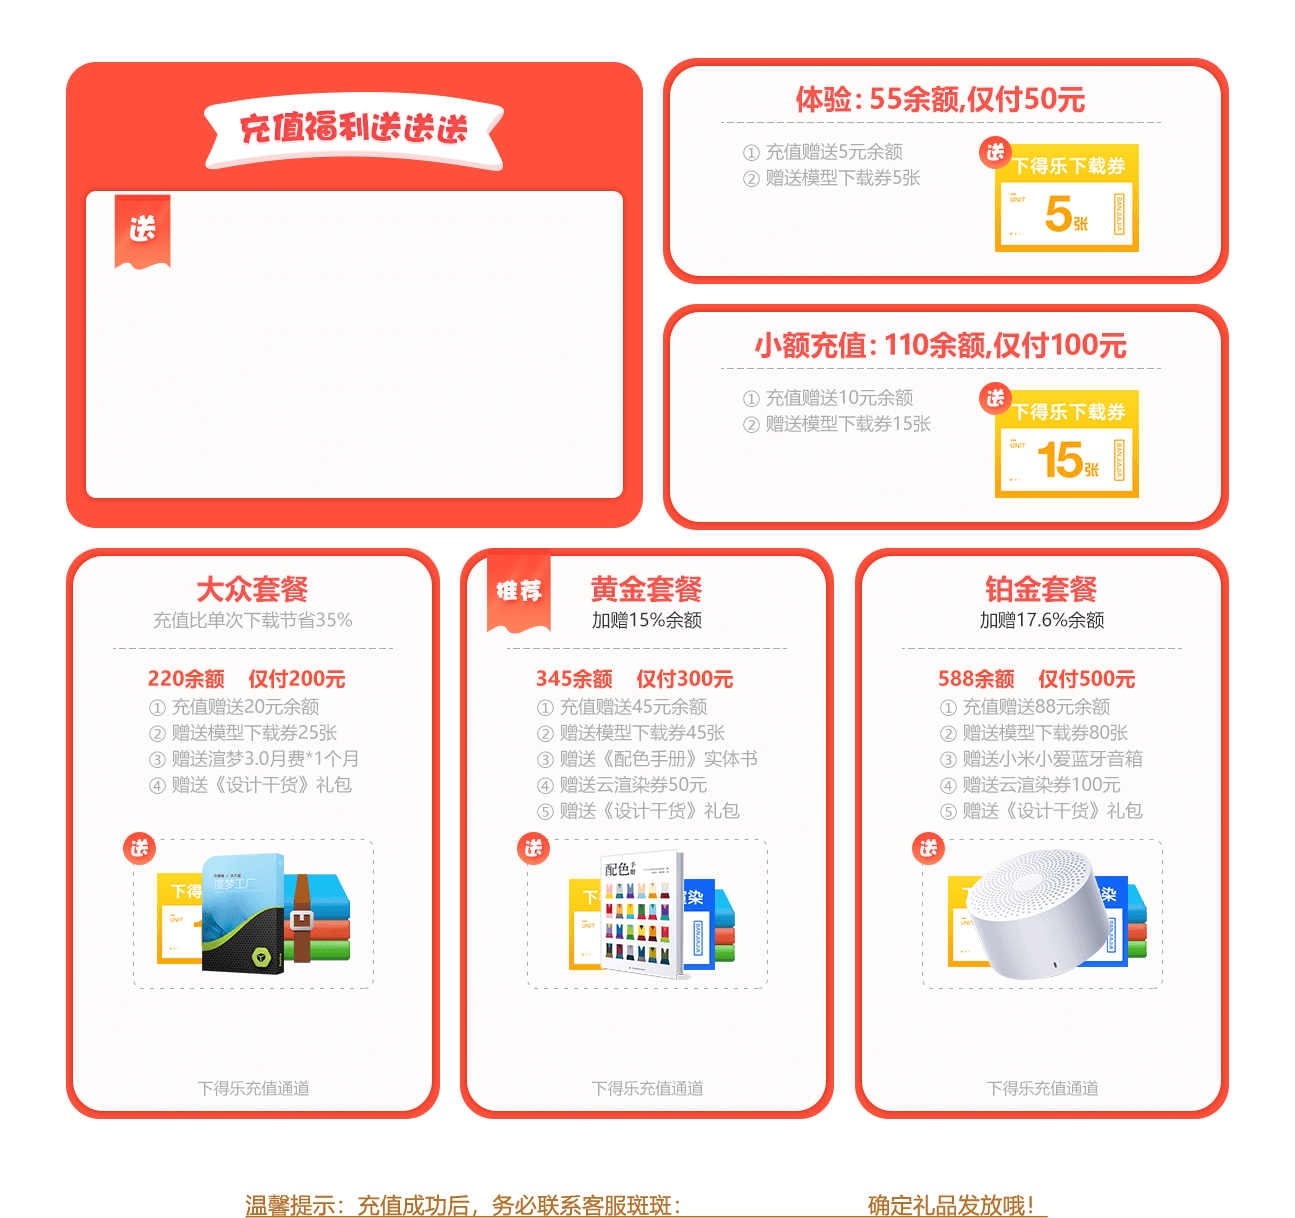 充值福利送送送
送
体验：55余额,仅付50元
① 充值赠送5元余额
② 赠送模型下载券5张
送
下得乐下载券
UNIT
5张
BANJIAJIA
小额充值：110余额,仅付100元
① 充值赠送10元余额
② 赠送模型下载券15张
送
下得乐下载券
UNIT
15张
BANJIAJIA
大众套餐
充值比单次下载节省35%
220余额 仅付200元
① 充值赠送20元余额
② 赠送模型下载券25张
③ 赠送渲梦3.0月费*1个月
④ 赠送《设计干货》礼包
送
下得
UNIT
渲梦工厂
下得乐充值通道
推荐
黄金套餐
加赠15%余额
345余额 仅付300元
① 充值赠送45元余额
② 赠送模型下载券45张
③ 赠送《配色手册》实体书
④ 赠送云渲染券50元
⑤ 赠送《设计干货》礼包
送
下
UNIT
配色手册
染
BANJIAJIA
下得乐充值通道
铂金套餐
加赠17.6%余额
588余额 仅付500元
① 充值赠送88元余额
② 赠送模型下载券80张
③ 赠送小米小爱蓝牙音箱
④ 赠送云渲染券100元
⑤ 赠送《设计干货》礼包
送
下
UNIT
染
BANJIAJIA
下得乐充值通道
温馨提示：充值成功后，务必联系客服斑斑： 确定礼品发放哦！